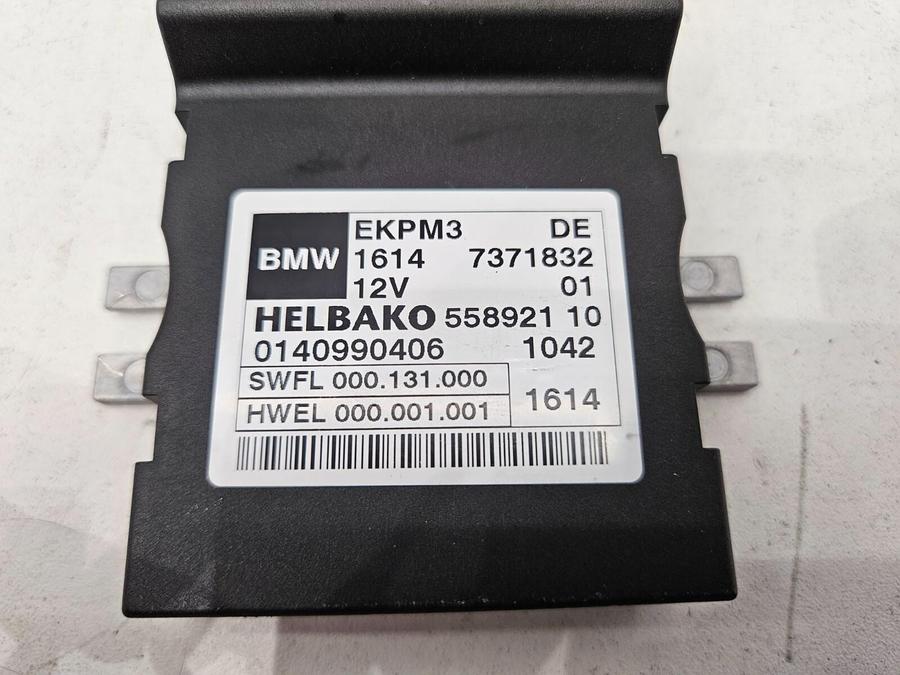 BMW
EKPM3 DE
1614 7371832
12V 01
HELBAKO 558921 10
0140990406 1042
SWFL 000.131.000
HWEL 000.001.001
1614